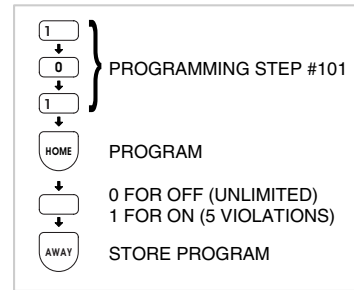 1
0 PROGRAMMING STEP #101
1
HOME PROGRAM
0 FOR OFF (UNLIMITED)
1 FOR ON (5 VIOLATIONS)
AWAY STORE PROGRAM